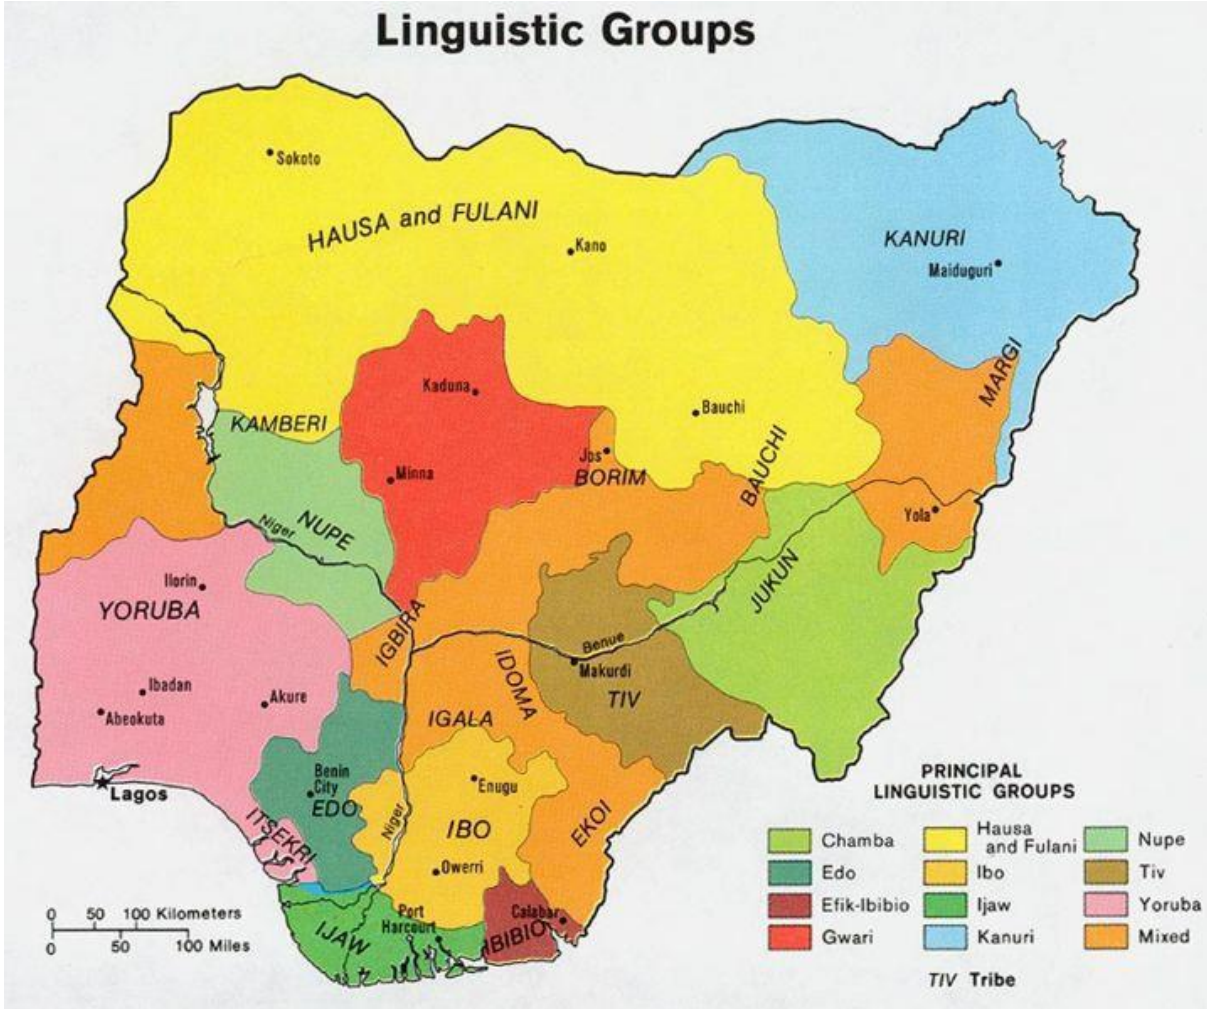 Linguistic Groups
Sokoto
HAUSA and FULANI
Kano
KANURI
Maiduguri
MARGI
Kaduna
Bauchi
KAMBERI
Jos
BORIM
BAUCHI
Minna
Niger
NUPE
Yola
Ilorin
YORUBA
JUKUN
IGBIRA
Benue
Makurdi
IDOMA
TIV
Ibadan
Akure
Abeokuta
IGALA
Lagos
Benin
City
EDO
Enugu
Niger
IBO
EKOI
ITSEKRI
Owerri
Port
Harcourt
Calabar
IJAW
IBIBIO
0 50 100 Kilometers
0 50 100 Miles
PRINCIPAL
LINGUISTIC GROUPS
Chamba
Edo
Efik-Ibibio
Gwari
Hausa
and Fulani
Ibo
Ijaw
Kanuri
Nupe
Tiv
Yoruba
Mixed
TIV Tribe